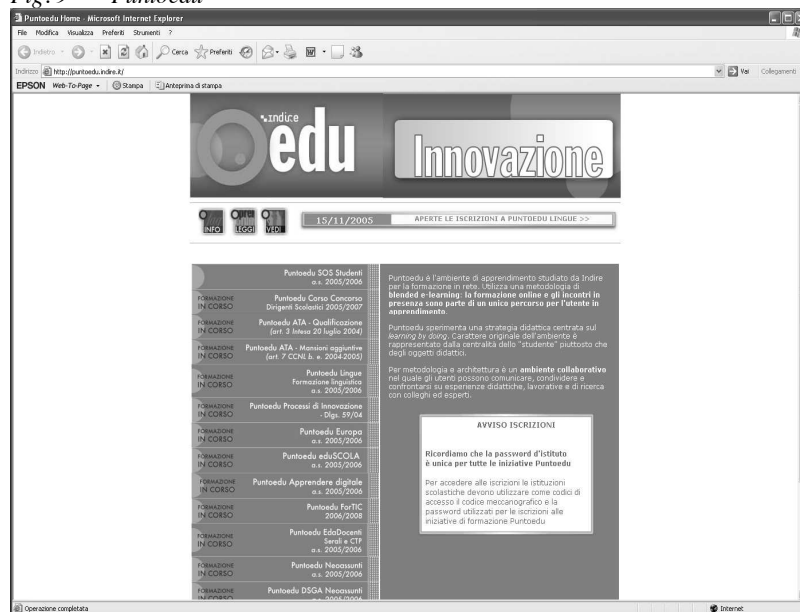 Fig. 9 – Puntoedu
Puntoedu Home - Microsoft Internet Explorer
File Modifica Visualizza Preferiti Strumenti ?
Indietro Cerca Preferiti
Indirizzo http://puntoedu.indire.it/ Vai Collegamenti
EPSON Web-To-Page Stampa Anteprima di stampa
indire
edu
Innovazione
INFO LEGGI VEDI
15/11/2005 APERTE LE ISCRIZIONI A PUNTOEDU LINGUE >>
Puntoedu SOS Studenti
a.s. 2005/2006
FORMAZIONE IN CORSO
Puntoedu Corso Concorso
Dirigenti Scolastici 2005/2007
FORMAZIONE IN CORSO
Puntoedu ATA - Qualificazione
(art. 3 Intesa 20 luglio 2004)
FORMAZIONE IN CORSO
Puntoedu ATA - Mansioni aggiuntive
(art. 7 CCNL b. e. 2004-2005)
FORMAZIONE IN CORSO
Puntoedu Lingue
Formazione linguistica
a.s. 2005/2006
FORMAZIONE IN CORSO
Puntoedu Processi di Innovazione
- Dlgs. 59/04
FORMAZIONE IN CORSO
Puntoedu Europa
a.s. 2005/2006
FORMAZIONE IN CORSO
Puntoedu eduSCOLA
a.s. 2005/2006
FORMAZIONE IN CORSO
Puntoedu Apprendere digitale
a.s. 2005/2006
FORMAZIONE IN CORSO
Puntoedu ForTIC
2006/2008
FORMAZIONE IN CORSO
Puntoedu EdaDocenti
Serali e CTP
a.s. 2005/2006
FORMAZIONE IN CORSO
Puntoedu Neoassunti
a.s. 2005/2006
FORMAZIONE IN CORSO
Puntoedu DSGA Neoassunti
Puntoedu è l'ambiente di apprendimento studiato da Indire
per la formazione in rete. Utilizza una metodologia di
blended e-learning: la formazione online e gli incontri in
presenza sono parte di un unico percorso per l'utente in
apprendimento.
Puntoedu sperimenta una strategia didattica centrata sul
learning by doing. Carattere originale dell'ambiente è
rappresentato dalla centralità dello "studente" piuttosto che
degli oggetti didattici.
Per metodologia e architettura è un ambiente collaborativo
nel quale gli utenti possono comunicare, condividere e
confrontarsi su esperienze didattiche, lavorative e di ricerca
con colleghi ed esperti.
AVVISO ISCRIZIONI
Ricordiamo che la password d'istituto
è unica per tutte le iniziative Puntoedu
Per accedere alle iscrizioni le istituzioni
scolastiche devono utilizzare come codici di
accesso il codice meccanografico e la
password utilizzati per le iscrizioni alle
iniziative di formazione Puntoedu
Operazione completata Internet